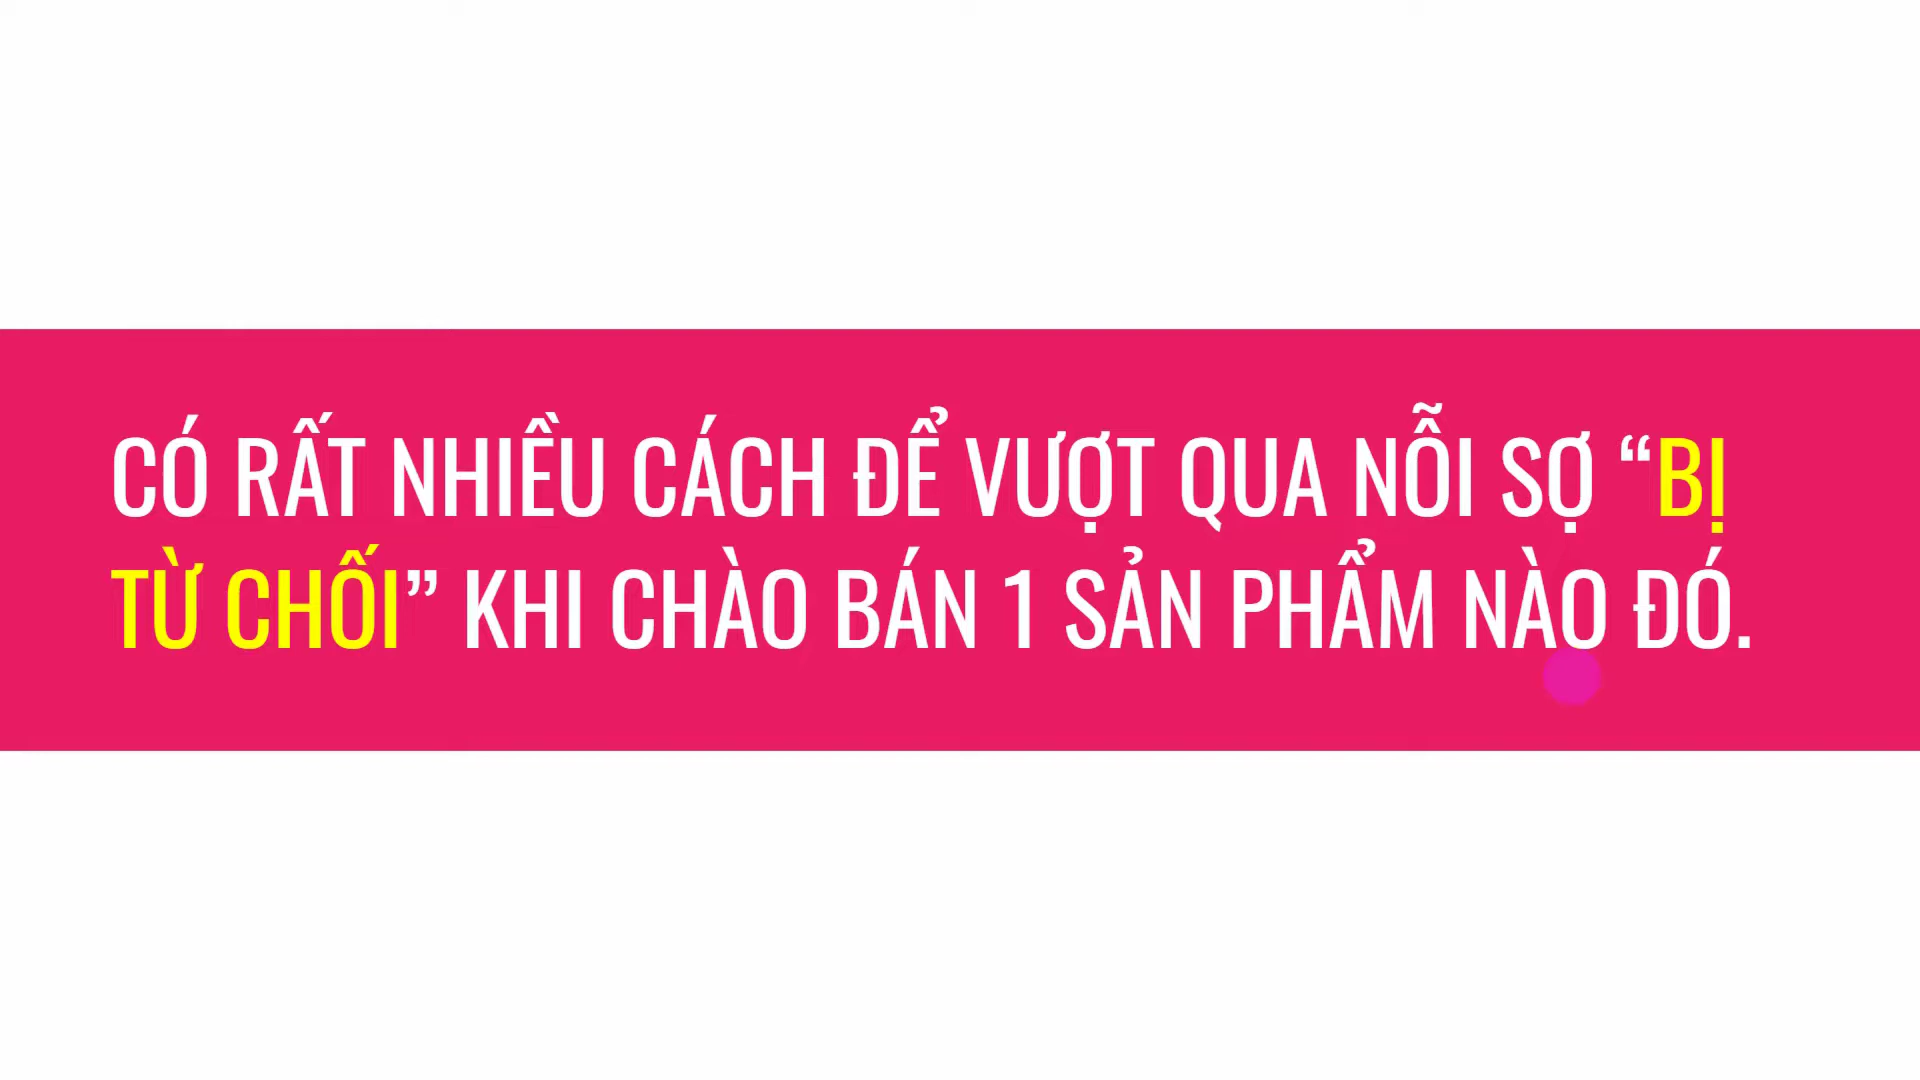 CÓ RẤT NHIỀU CÁCH ĐỂ VƯỢT QUA NỖI SỢ “BỊ
TỪ CHỐI” KHI CHÀO BÁN 1 SẢN PHẨM NÀO ĐÓ.